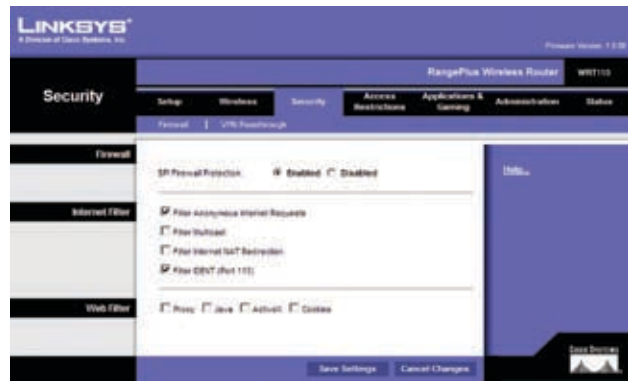 LINKSYS®
A Division of Cisco Systems, Inc.
Firmware Version: 1.0.00
RangePlus Wireless Router WRT110
Security
Setup Wireless Security Access Restrictions Applications & Gaming Administration Status
Firewall | VPN Passthrough
Firewall
SPI Firewall Protection: Enabled Disabled
Help...
Internet Filter
Filter Anonymous Internet Requests
Filter Multicast
Filter Internet NAT Redirection
Filter IDENT (Port 113)
Web Filter
Proxy Java ActiveX Cookies
Save Settings Cancel Changes
Cisco Systems